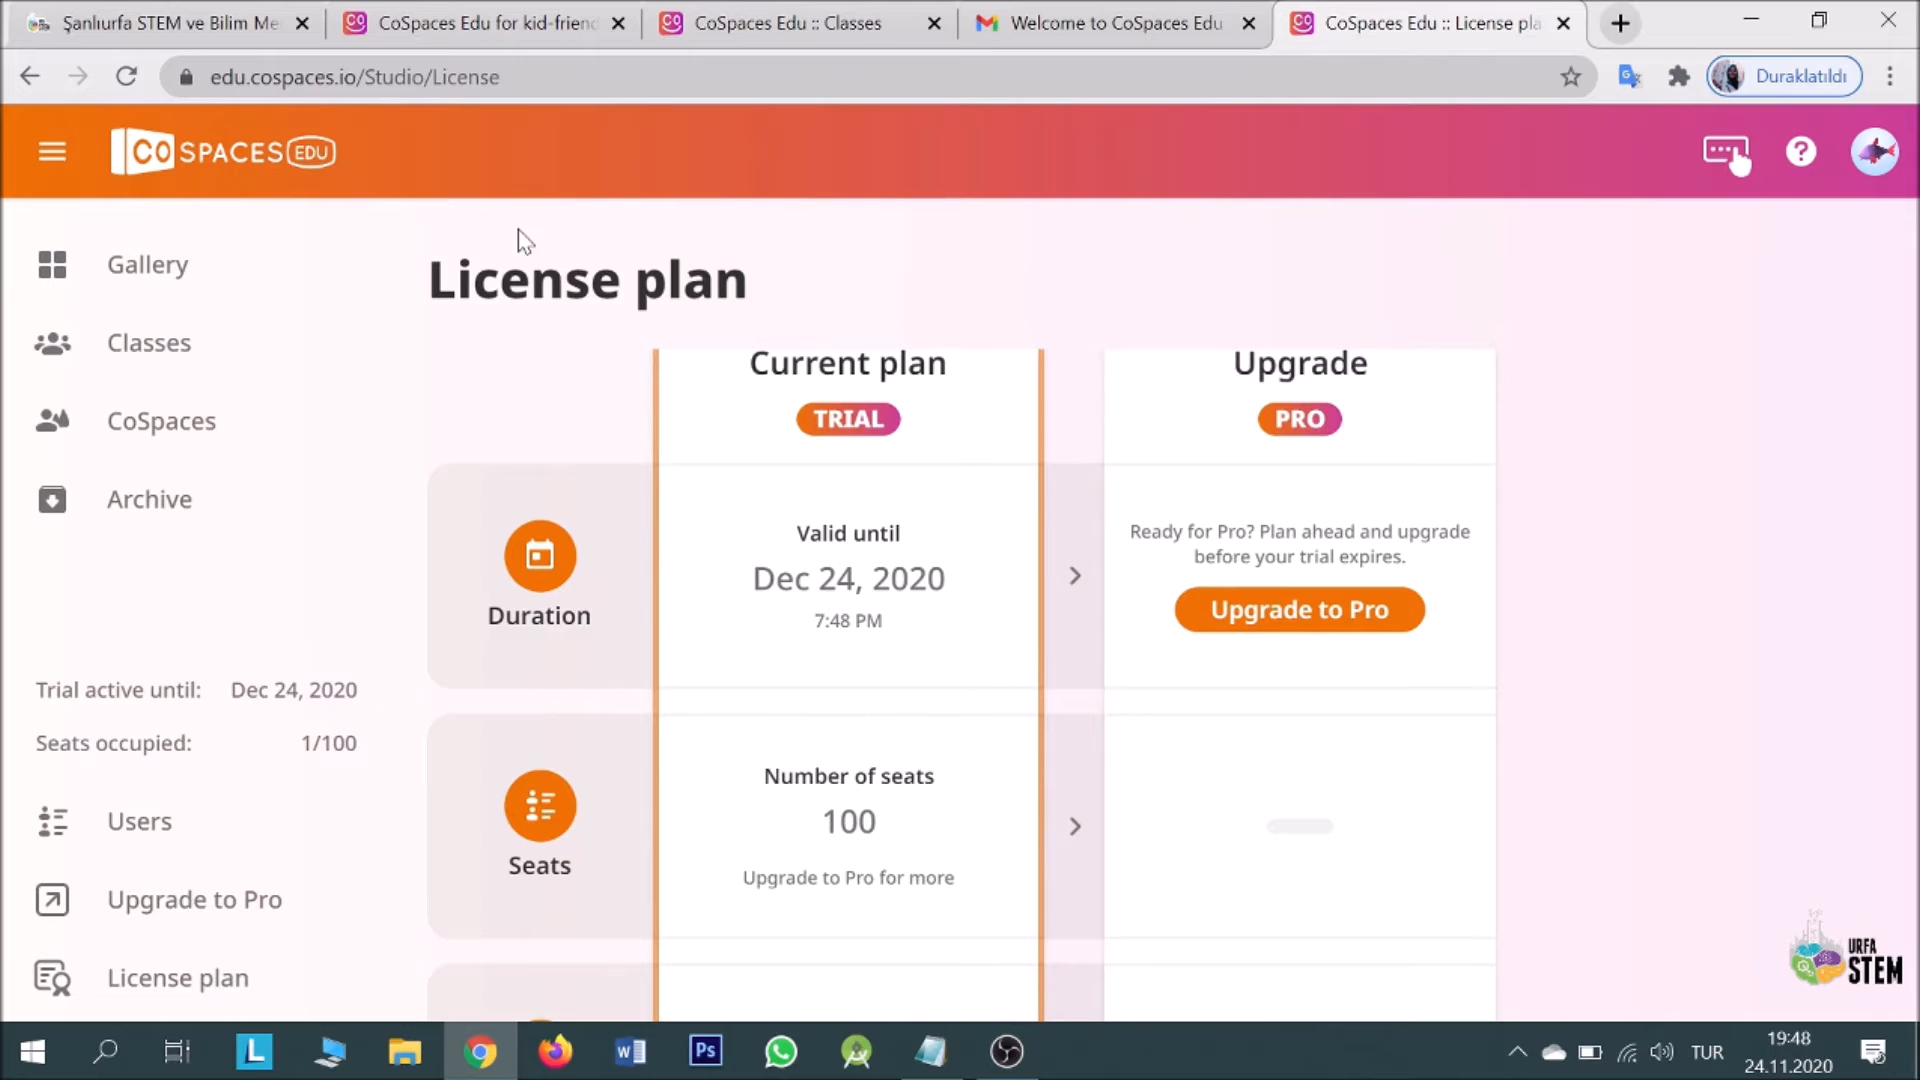 Şanlıurfa STEM ve Bilim Me
CoSpaces Edu for kid-friend
CoSpaces Edu :: Classes
Welcome to CoSpaces Edu
CoSpaces Edu :: License pla
edu.cospaces.io/Studio/License
Duraklatıldı
CO SPACES EDU
Gallery
Classes
CoSpaces
Archive
Trial active until: Dec 24, 2020
Seats occupied: 1/100
Users
Upgrade to Pro
License plan
License plan
Current plan
TRIAL
Upgrade
PRO
Duration
Valid until
Dec 24, 2020
7:48 PM
Ready for Pro? Plan ahead and upgrade
before your trial expires.
Upgrade to Pro
Seats
Number of seats
100
Upgrade to Pro for more
URFA
STEM
L
W
Ps
TUR
19:48
24.11.2020